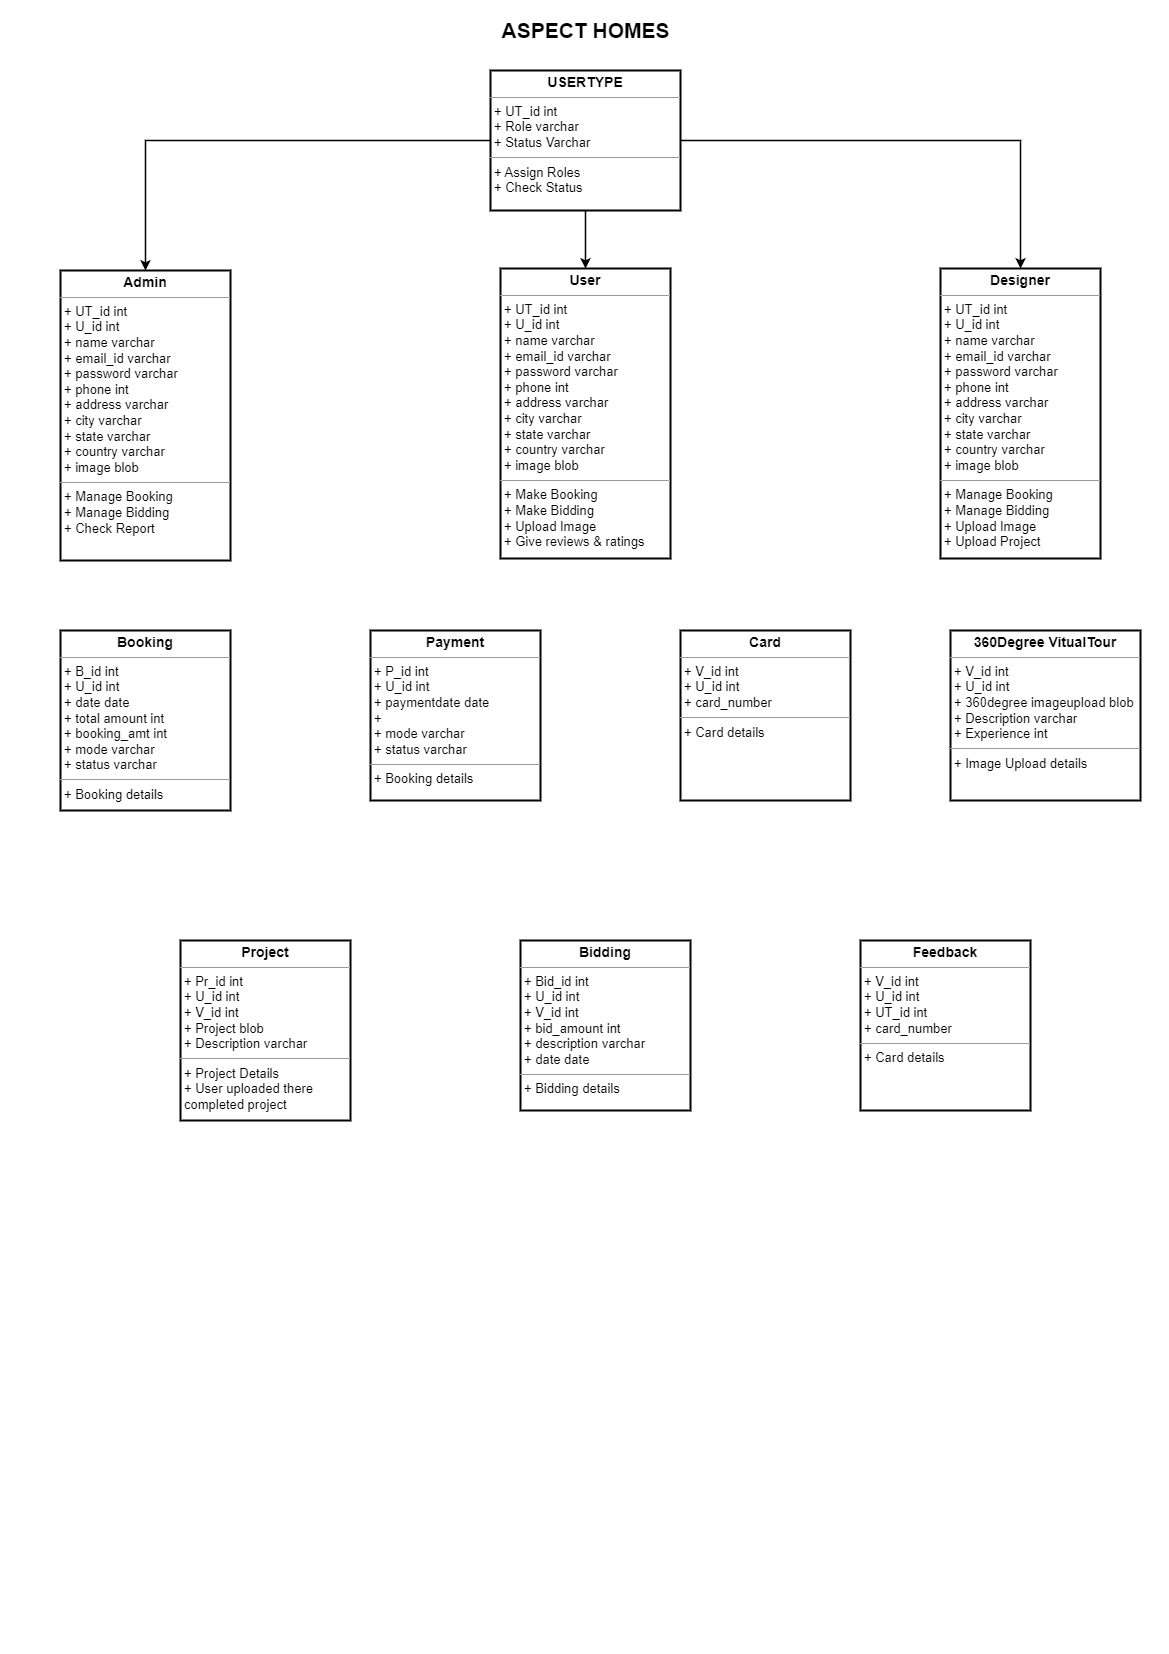 ASPECT HOMES
USERTYPE
+ UT_id int
+ Role varchar
+ Status Varchar
+ Assign Roles
+ Check Status
Admin
+ UT_id int
+ U_id int
+ name varchar
+ email_id varchar
+ password varchar
+ phone int
+ address varchar
+ city varchar
+ state varchar
+ country varchar
+ image blob
+ Manage Booking
+ Manage Bidding
+ Check Report
User
+ UT_id int
+ U_id int
+ name varchar
+ email_id varchar
+ password varchar
+ phone int
+ address varchar
+ city varchar
+ state varchar
+ country varchar
+ image blob
+ Make Booking
+ Make Bidding
+ Upload Image
+ Give reviews & ratings
Designer
+ UT_id int
+ U_id int
+ name varchar
+ email_id varchar
+ password varchar
+ phone int
+ address varchar
+ city varchar
+ state varchar
+ country varchar
+ image blob
+ Manage Booking
+ Manage Bidding
+ Upload Image
+ Upload Project
Booking
+ B_id int
+ U_id int
+ date date
+ total amount int
+ booking_amt int
+ mode varchar
+ status varchar
+ Booking details
Payment
+ P_id int
+ U_id int
+ paymentdate date
+
+ mode varchar
+ status varchar
+ Booking details
Card
+ V_id int
+ U_id int
+ card_number
+ Card details
360Degree VitualTour
+ V_id int
+ U_id int
+ 360degree imageupload blob
+ Description varchar
+ Experience int
+ Image Upload details
Project
+ Pr_id int
+ U_id int
+ V_id int
+ Project blob
+ Description varchar
+ Project Details
+ User uploaded there
completed project
Bidding
+ Bid_id int
+ U_id int
+ V_id int
+ bid_amount int
+ description varchar
+ date date
+ Bidding details
Feedback
+ V_id int
+ U_id int
+ UT_id int
+ card_number
+ Card details